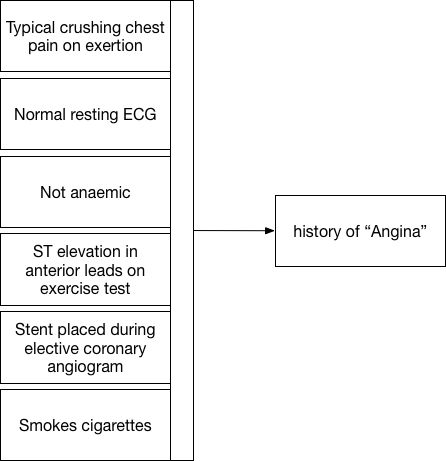 Typical crushing chest
pain on exertion
Normal resting ECG
Not anaemic
ST elevation in
anterior leads on
exercise test
Stent placed during
elective coronary
angiogram
Smokes cigarettes
history of “Angina”